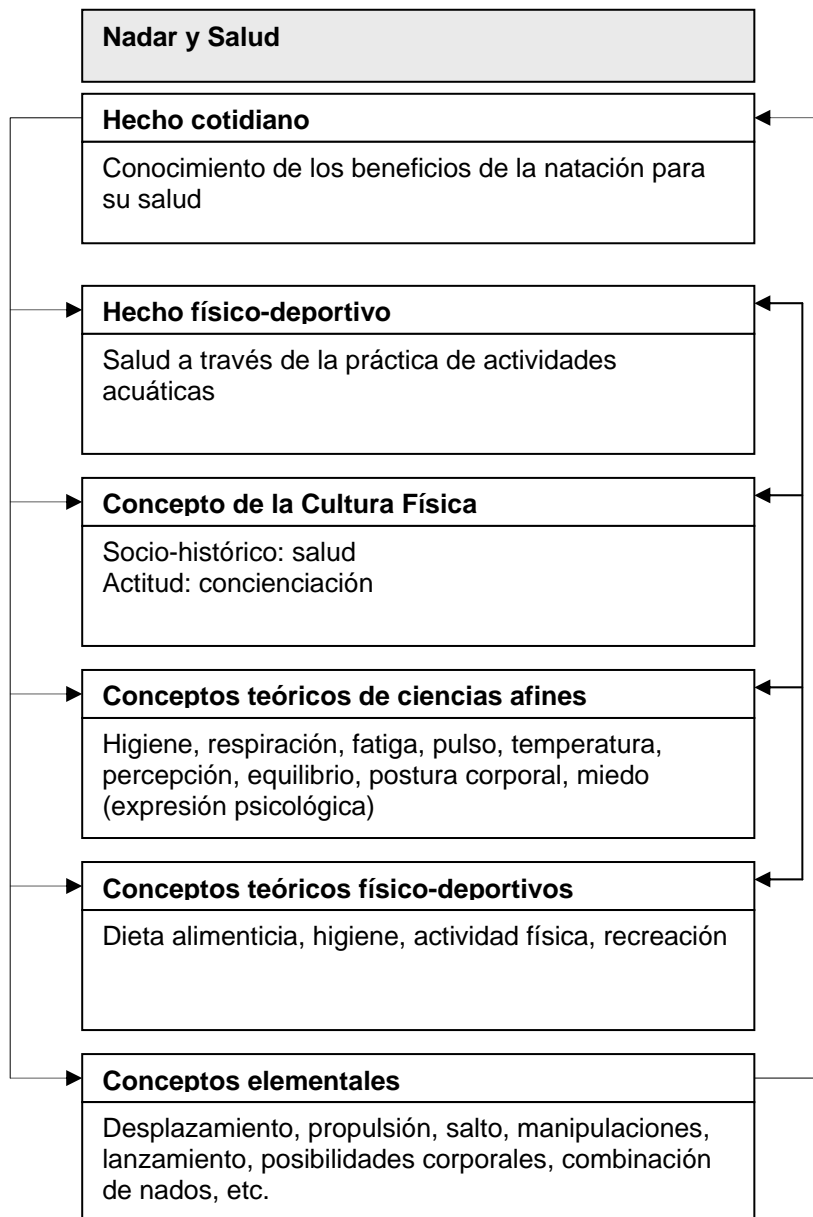 Nadar y Salud
Hecho cotidiano
Conocimiento de los beneficios de la natación para
su salud
Hecho físico-deportivo
Salud a través de la práctica de actividades
acuáticas
Concepto de la Cultura Física
Socio-histórico: salud
Actitud: concienciación
Conceptos teóricos de ciencias afines
Higiene, respiración, fatiga, pulso, temperatura,
percepción, equilibrio, postura corporal, miedo
(expresión psicológica)
Conceptos teóricos físico-deportivos
Dieta alimenticia, higiene, actividad física, recreación
Conceptos elementales
Desplazamiento, propulsión, salto, manipulaciones,
lanzamiento, posibilidades corporales, combinación
de nados, etc.